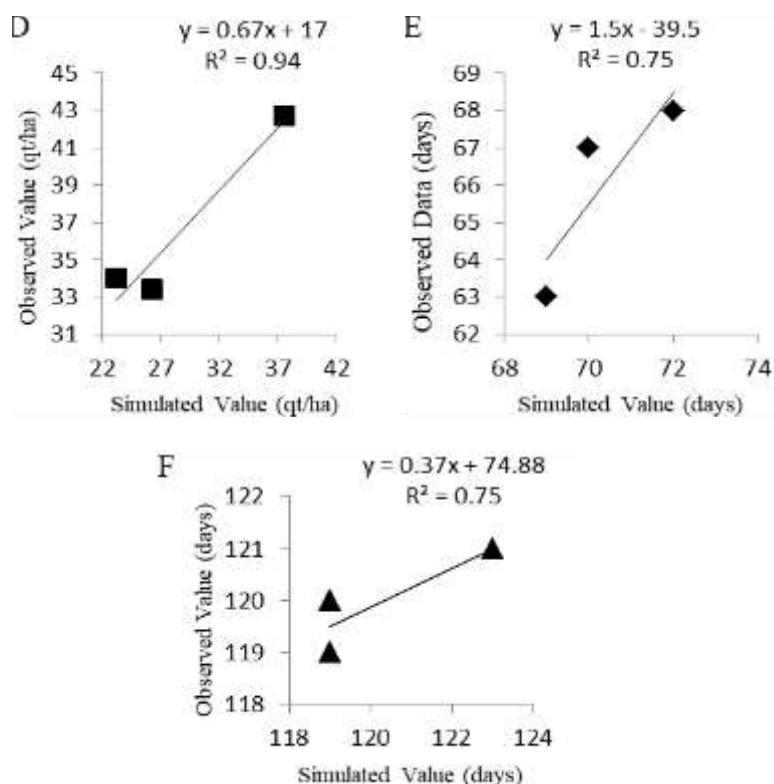 D
y = 0.67x + 17
R² = 0.94
45
43
41
39
37
35
33
31
Observed Value (qt/ha)
22 27 32 37 42
Simulated Value (qt/ha)
E
y = 1.5x - 39.5
R² = 0.75
69
68
67
66
65
64
63
62
Observed Data (days)
68 70 72 74
Simulated Value (days)
F
y = 0.37x + 74.88
R² = 0.75
122
121
120
119
118
Observed Value (days)
118 120 122 124
Simulated Value (days)